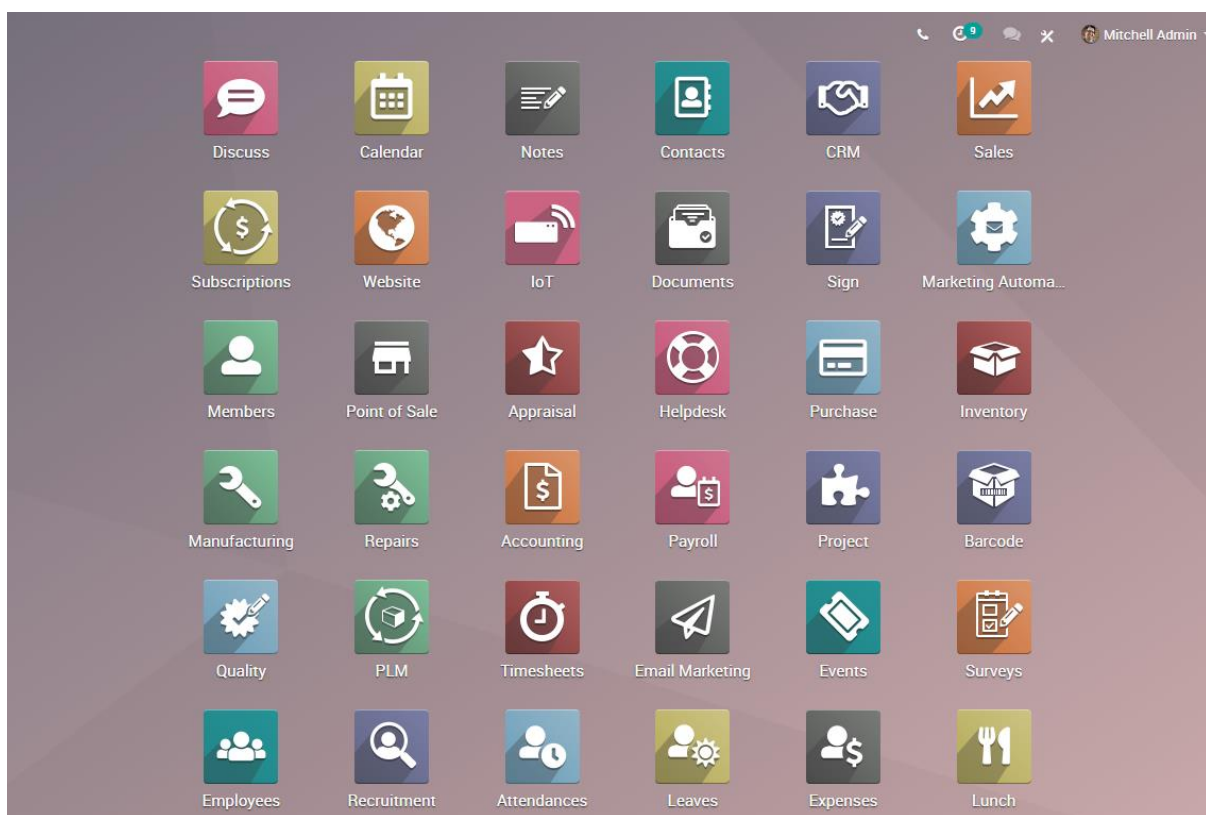 9 Mitchell Admin
Discuss Calendar Notes Contacts CRM Sales
Subscriptions Website IoT Documents Sign Marketing Automa...
Members Point of Sale Appraisal Helpdesk Purchase Inventory
Manufacturing Repairs Accounting Payroll Project Barcode
Quality PLM Timesheets Email Marketing Events Surveys
Employees Recruitment Attendances Leaves Expenses Lunch